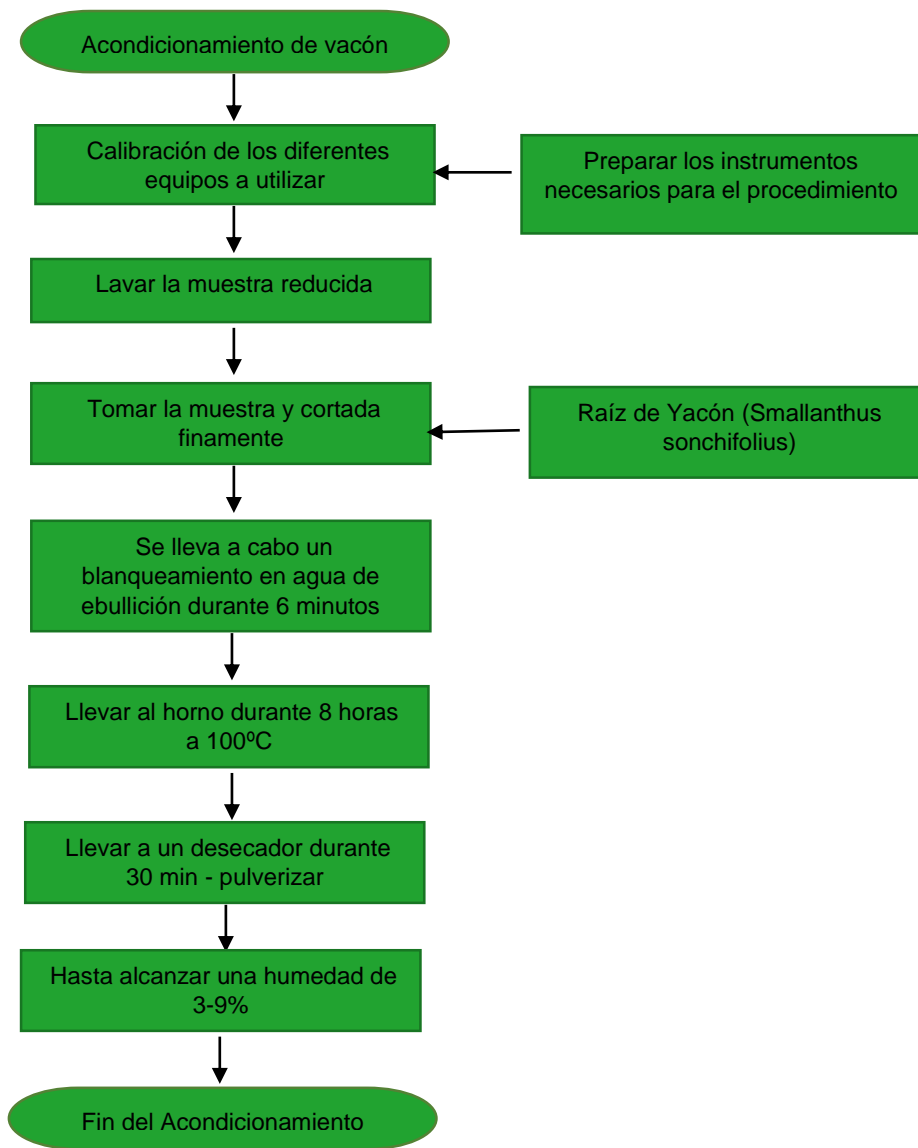 Acondicionamiento de vacón
Calibración de los diferentes
equipos a utilizar
Preparar los instrumentos
necesarios para el procedimiento
Lavar la muestra reducida
Tomar la muestra y cortada
finamente
Raíz de Yacón (Smallanthus
sonchifolius)
Se lleva a cabo un
blanqueamiento en agua de
ebullición durante 6 minutos
Llevar al horno durante 8 horas
a 100ºC
Llevar a un desecador durante
30 min - pulverizar
Hasta alcanzar una humedad de
3-9%
Fin del Acondicionamiento